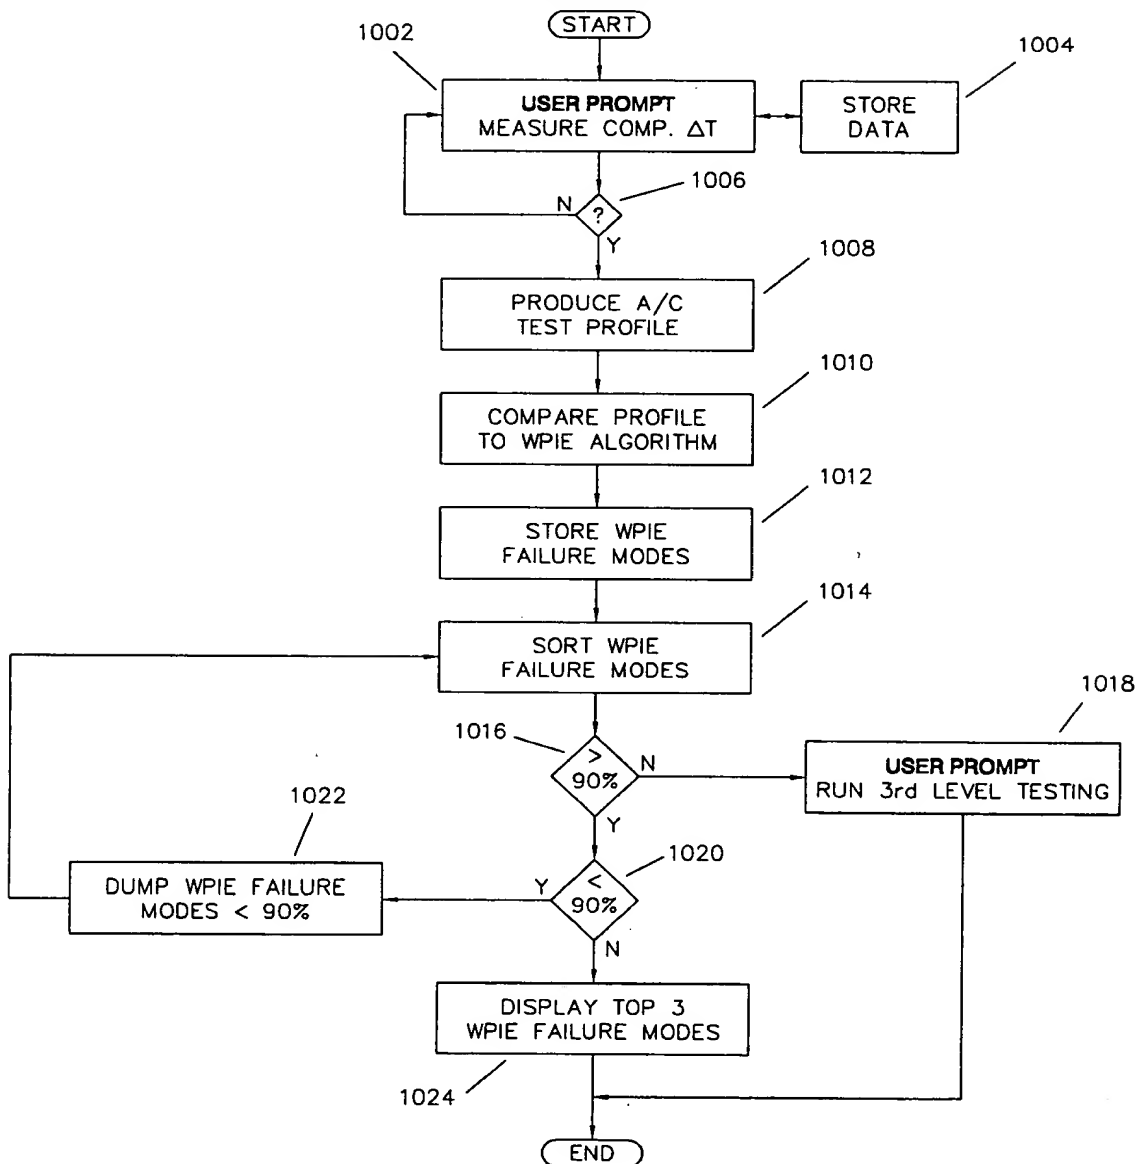 START
1002
USER PROMPT
MEASURE COMP. ΔT
1004
STORE
DATA
1006
?
N
Y
1008
PRODUCE A/C
TEST PROFILE
1010
COMPARE PROFILE
TO WPIE ALGORITHM
1012
STORE WPIE
FAILURE MODES
1014
SORT WPIE
FAILURE MODES
1016
>
90%
N
Y
1018
USER PROMPT
RUN 3rd LEVEL TESTING
1020
<
90%
Y
N
1022
DUMP WPIE FAILURE
MODES < 90%
DISPLAY TOP 3
WPIE FAILURE MODES
1024
END